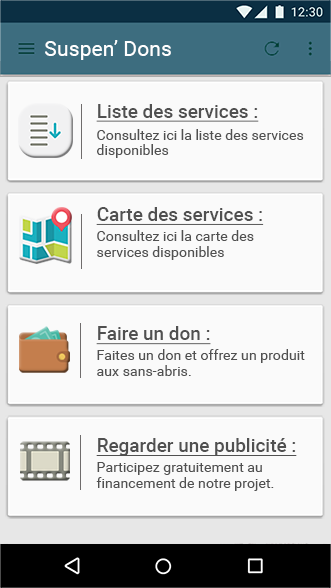 12:30
Suspen’ Dons
Liste des services :
Consultez ici la liste des services
disponibles
Carte des services :
Consultez ici la carte des
services disponibles
Faire un don :
Faites un don et offrez un produit
aux sans-abris.
Regarder une publicité :
Participez gratuitement au
financement de notre projet.